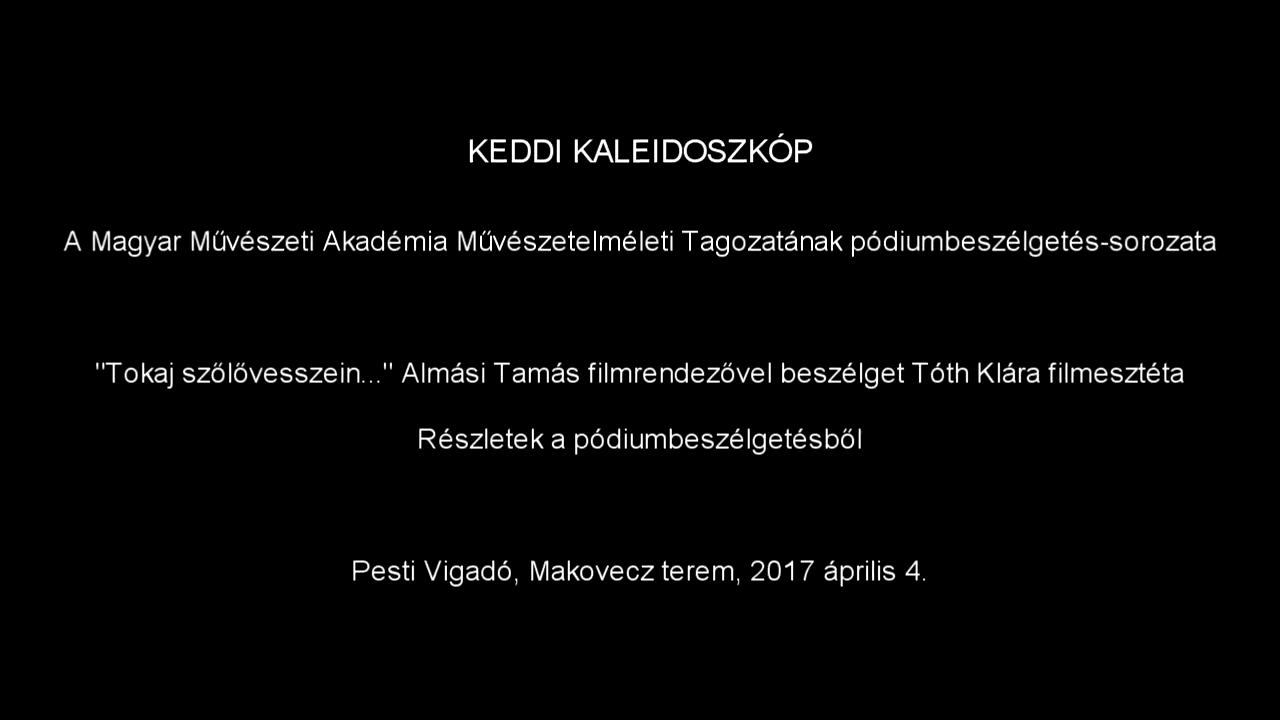 KEDDI KALEIDOSZKÓP
A Magyar Művészeti Akadémia Művészetelméleti Tagozatának pódiumbeszélgetés-sorozata
"Tokaj szőlővesszein..." Almási Tamás filmrendezővel beszélget Tóth Klára filmesztéta
Részletek a pódiumbeszélgetésből
Pesti Vigadó, Makovecz terem, 2017 április 4.